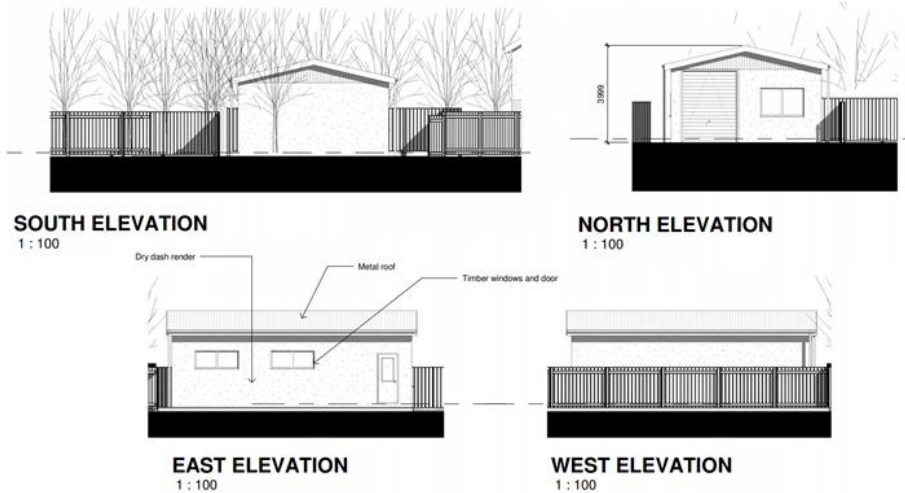 3999
SOUTH ELEVATION
1 : 100
NORTH ELEVATION
1 : 100
Dry dash render
Metal roof
Timber windows and door
EAST ELEVATION
1 : 100
WEST ELEVATION
1 : 100